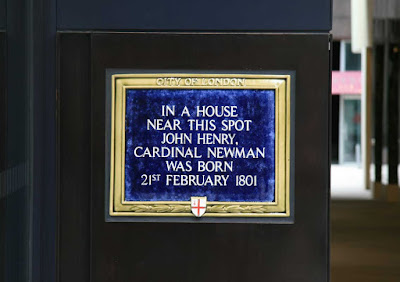 CITY OF LONDON
IN A HOUSE
NEAR THIS SPOT
JOHN HENRY,
CARDINAL NEWMAN
WAS BORN
21ST FEBRUARY 1801